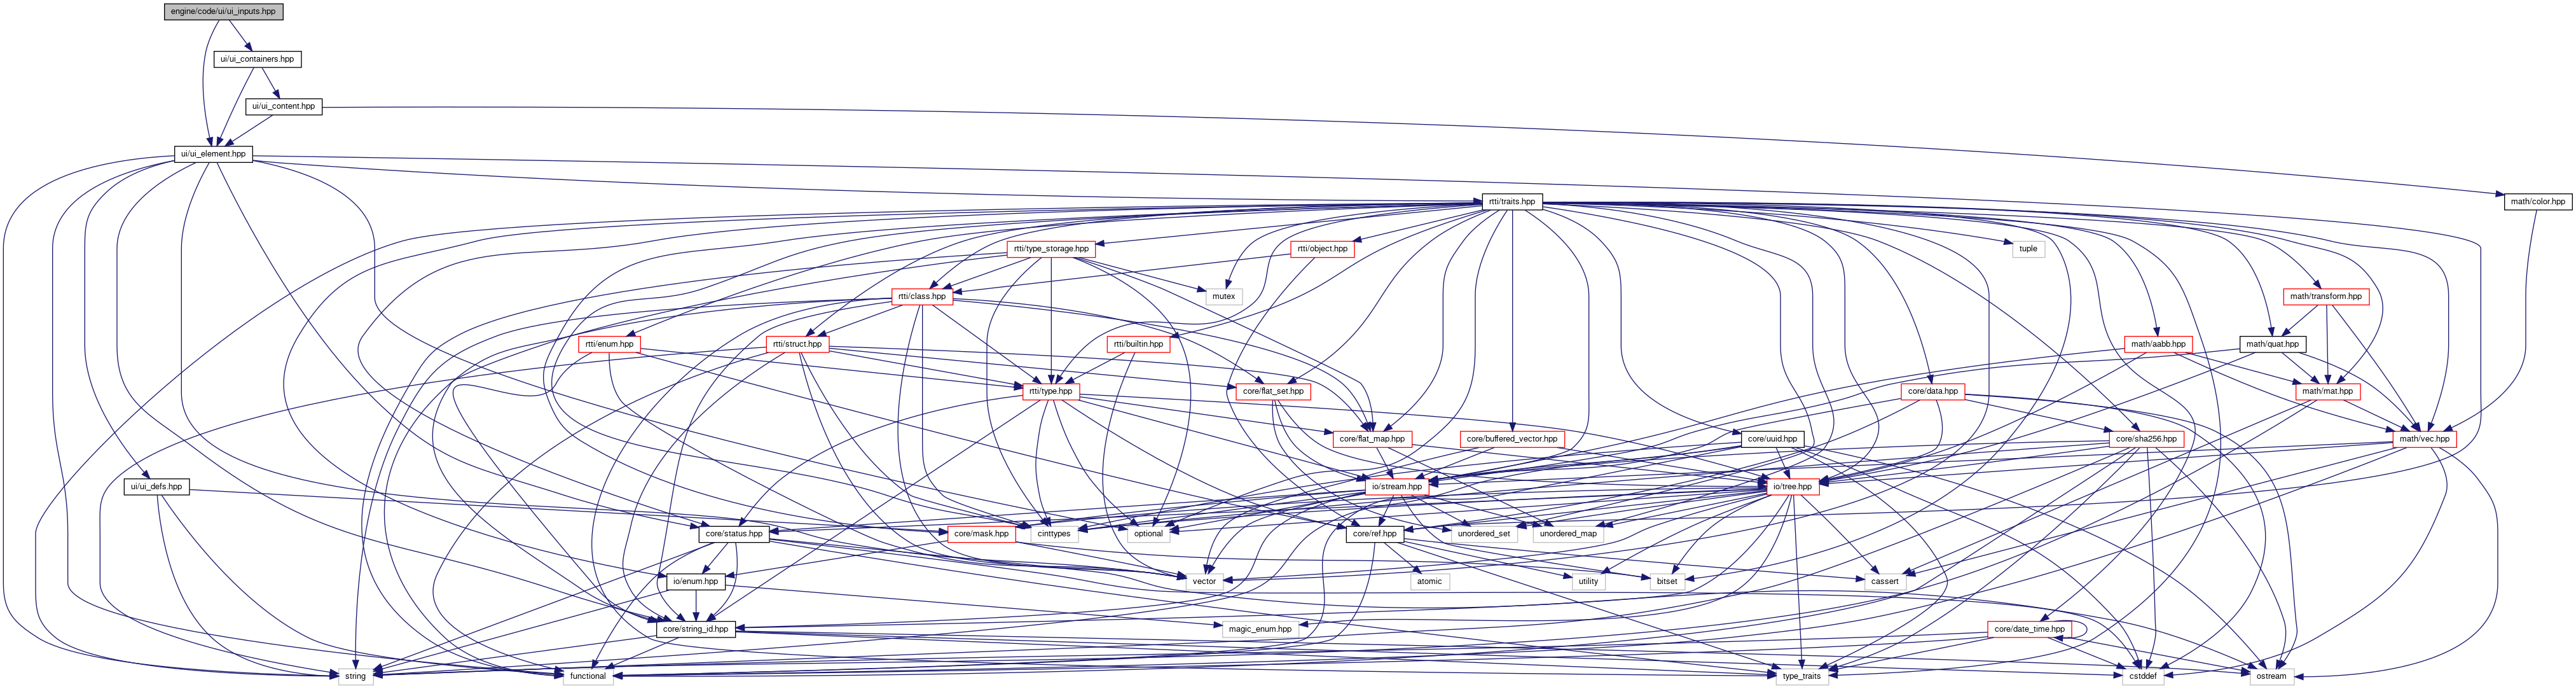 engine/code/ui/ui_inputs.hpp
ui/ui_containers.hpp
ui/ui_content.hpp
ui/ui_element.hpp
rtti/traits.hpp
math/color.hpp
rtti/type_storage.hpp
rtti/object.hpp
tuple
rtti/class.hpp
mutex
math/transform.hpp
rtti/enum.hpp
rtti/struct.hpp
rtti/builtin.hpp
math/aabb.hpp
math/quat.hpp
rtti/type.hpp
core/flat_set.hpp
core/data.hpp
math/mat.hpp
core/flat_map.hpp
core/buffered_vector.hpp
core/uuid.hpp
core/sha256.hpp
math/vec.hpp
ui/ui_defs.hpp
io/stream.hpp
io/tree.hpp
core/status.hpp
core/mask.hpp
cinttypes
optional
core/ref.hpp
unordered_set
unordered_map
io/enum.hpp
vector
atomic
utility
bitset
cassert
core/string_id.hpp
magic_enum.hpp
core/date_time.hpp
string
functional
type_traits
cstddef
ostream